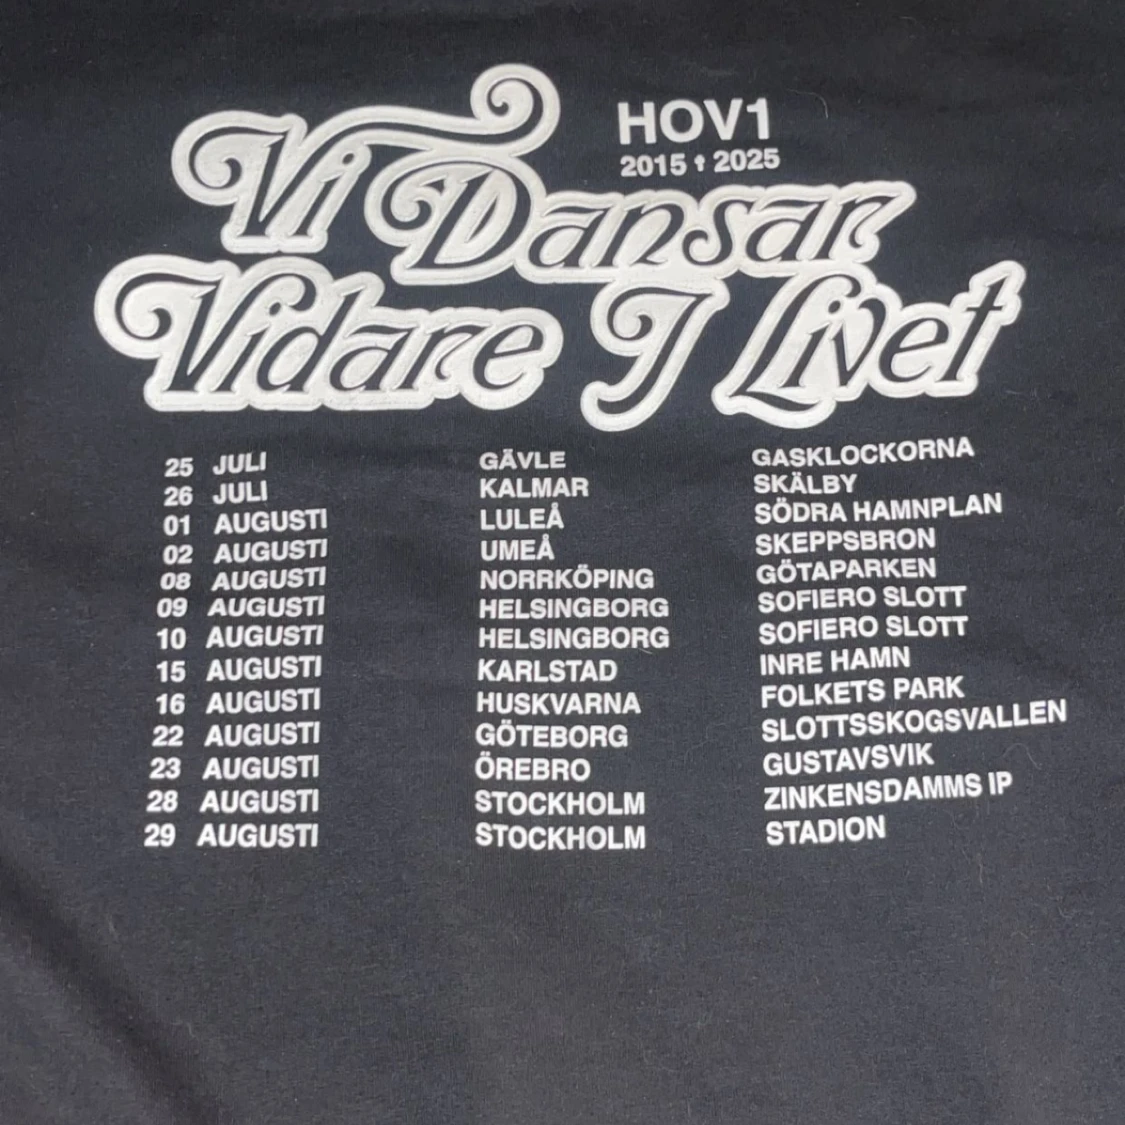 HOV1
2015 † 2025
Vi Dansar
Vidare I Livet
25 JULI GÄVLE GASKLOCKORNA
26 JULI KALMAR SKÄLBY
01 AUGUSTI LULEÅ SÖDRA HAMNPLAN
02 AUGUSTI UMEÅ SKEPPSBRON
08 AUGUSTI NORRKÖPING GÖTAPARKEN
09 AUGUSTI HELSINGBORG SOFIERO SLOTT
10 AUGUSTI HELSINGBORG SOFIERO SLOTT
15 AUGUSTI KARLSTAD INRE HAMN
16 AUGUSTI HUSKVARNA FOLKETS PARK
22 AUGUSTI GÖTEBORG SLOTTSSKOGSVALLEN
23 AUGUSTI ÖREBRO GUSTAVSVIK
28 AUGUSTI STOCKHOLM ZINKENSDAMMS IP
29 AUGUSTI STOCKHOLM STADION